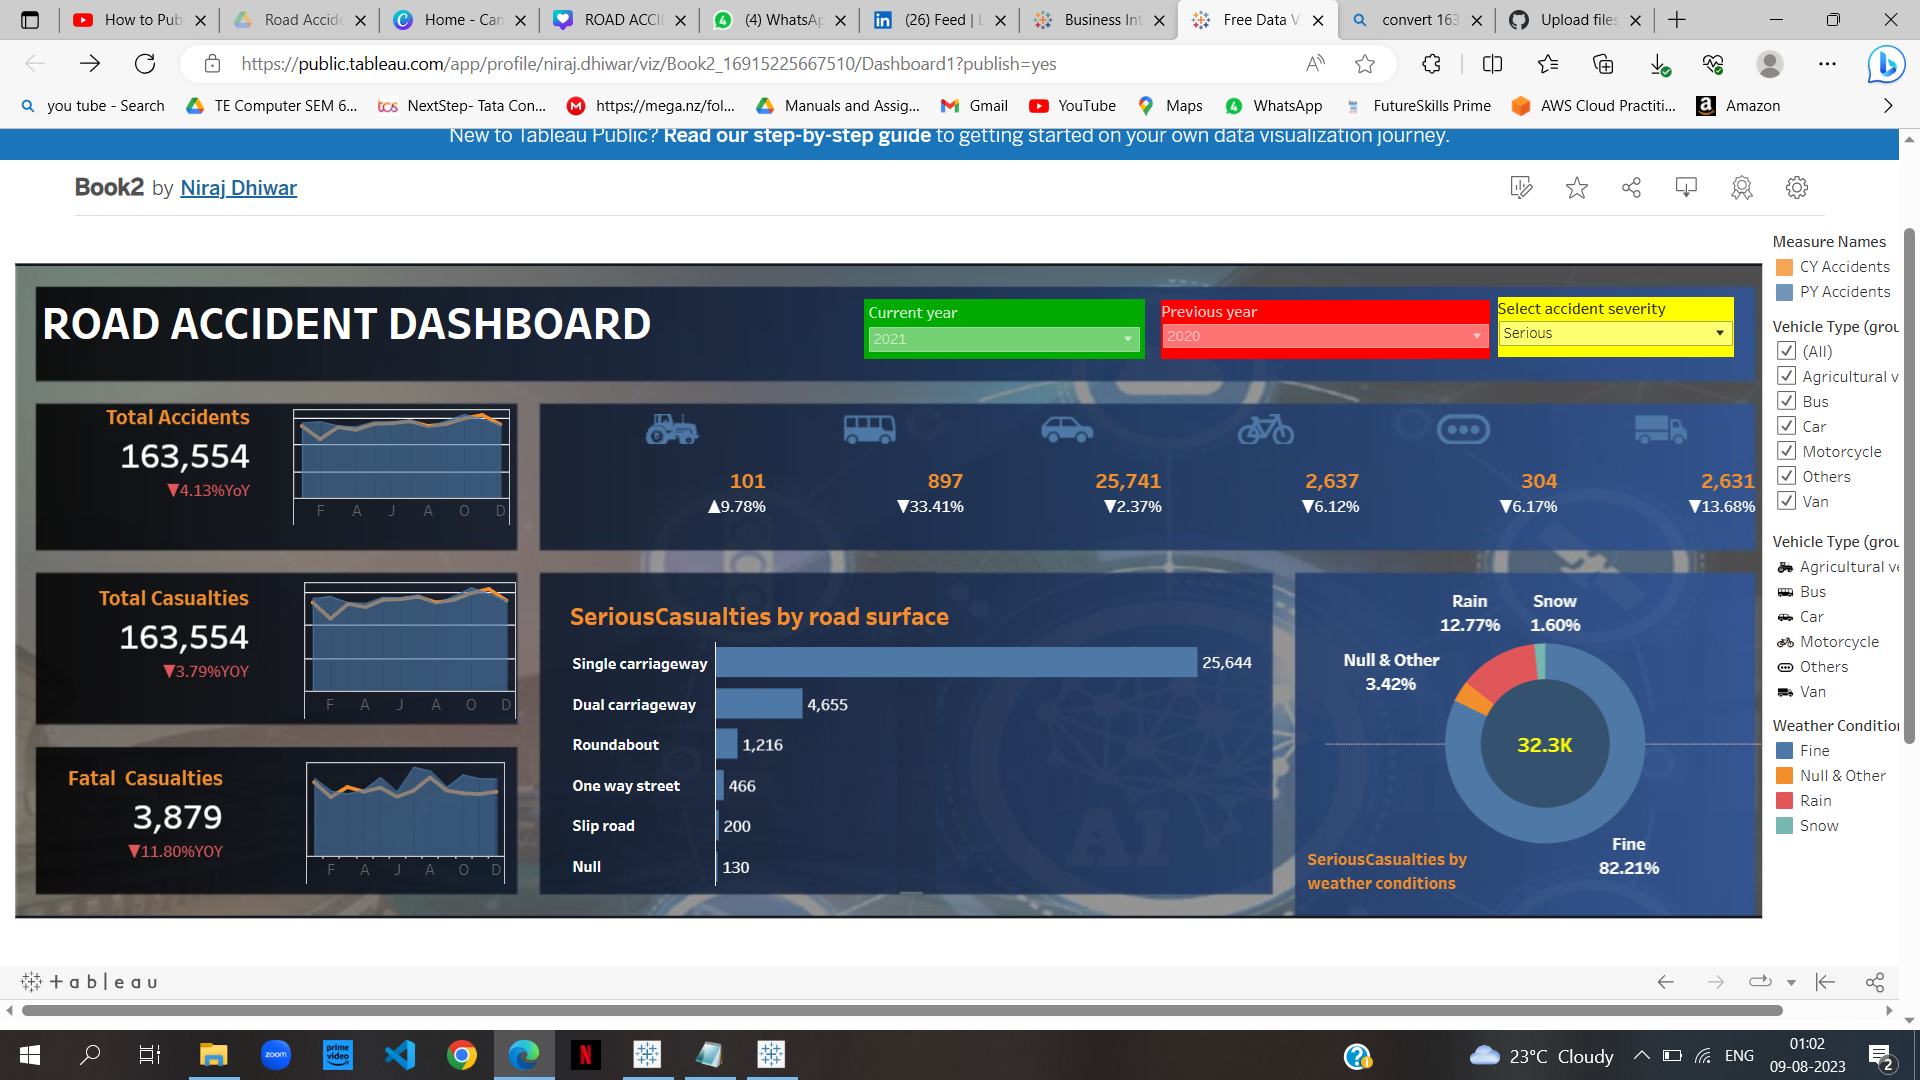 How to Pub
Road Accide
Home - Can
ROAD ACCI
(4) WhatsAp
(26) Feed | L
Business Int
Free Data V
convert 163
Upload files
https://public.tableau.com/app/profile/niraj.dhiwar/viz/Book2_16915225667510/Dashboard1?publish=yes
you tube - Search
TE Computer SEM 6...
NextStep- Tata Con...
https://mega.nz/fol...
Manuals and Assig...
Gmail
YouTube
Maps
WhatsApp
FutureSkills Prime
AWS Cloud Practiti...
Amazon
New to Tableau Public? Read our step-by-step guide to getting started on your own data visualization journey.
Book2 by Niraj Dhiwar
ROAD ACCIDENT DASHBOARD
Current year
2021
Previous year
2020
Select accident severity
Serious
Total Accidents
163,554
▼4.13%YoY
F A J A O D
101
▲9.78%
897
▼33.41%
25,741
▼2.37%
2,637
▼6.12%
304
▼6.17%
2,631
▼13.68%
Total Casualties
163,554
▼3.79%YOY
F A J A O D
Fatal Casualties
3,879
▼11.80%YOY
F A J A O D
SeriousCasualties by road surface
Single carriageway 25,644
Dual carriageway 4,655
Roundabout 1,216
One way street 466
Slip road 200
Null 130
Rain
12.77%
Snow
1.60%
Null & Other
3.42%
32.3K
Fine
82.21%
SeriousCasualties by
weather conditions
AI
Measure Names
CY Accidents
PY Accidents
Vehicle Type (grou
(All)
Agricultural v
Bus
Car
Motorcycle
Others
Van
Vehicle Type (grou
Agricultural ve
Bus
Car
Motorcycle
Others
Van
Weather Condition
Fine
Null & Other
Rain
Snow
+ a b | e a u
zoom
prime
video
N
23°C Cloudy
ENG
01:02
09-08-2023
2